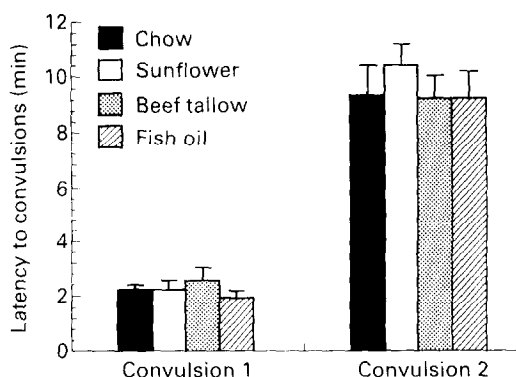 Latency to convulsions (min)
12
10
8
6
4
2
0
Chow
Sunflower
Beef tallow
Fish oil
Convulsion 1
Convulsion 2